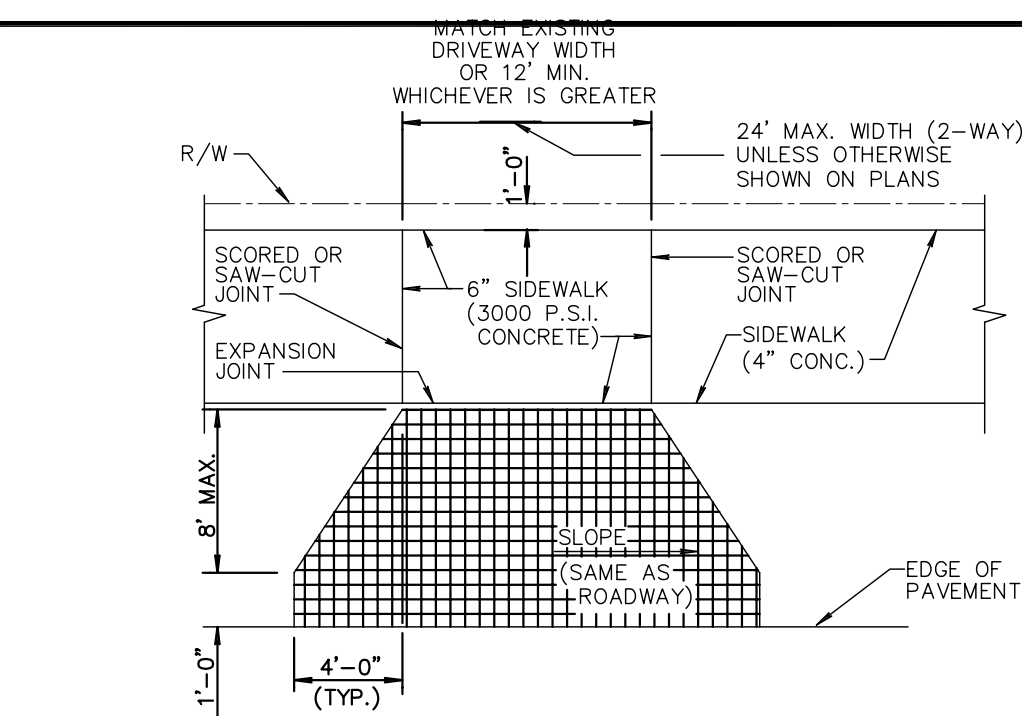 MATCH EXISTING
DRIVEWAY WIDTH
OR 12' MIN.
WHICHEVER IS GREATER
24' MAX. WIDTH (2-WAY)
UNLESS OTHERWISE
SHOWN ON PLANS
R/W
1'-0"
SCORED OR
SAW-CUT
JOINT
6" SIDEWALK
(3000 P.S.I.
CONCRETE)
SCORED OR
SAW-CUT
JOINT
EXPANSION
JOINT
SIDEWALK
(4" CONC.)
8' MAX.
SLOPE
(SAME AS
ROADWAY)
EDGE OF
PAVEMENT
1'-0"
4'-0"
(TYP.)